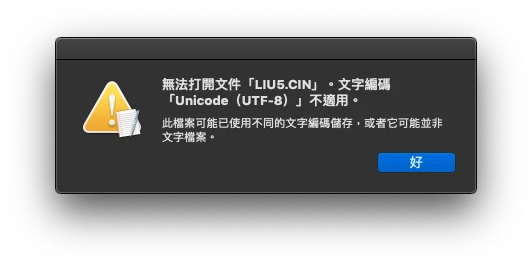 無法打開文件「LIU5.CIN」。文字編碼
「Unicode（UTF-8）」不適用。
此檔案可能已使用不同的文字編碼儲存，或者它可能並非
文字檔案。
好